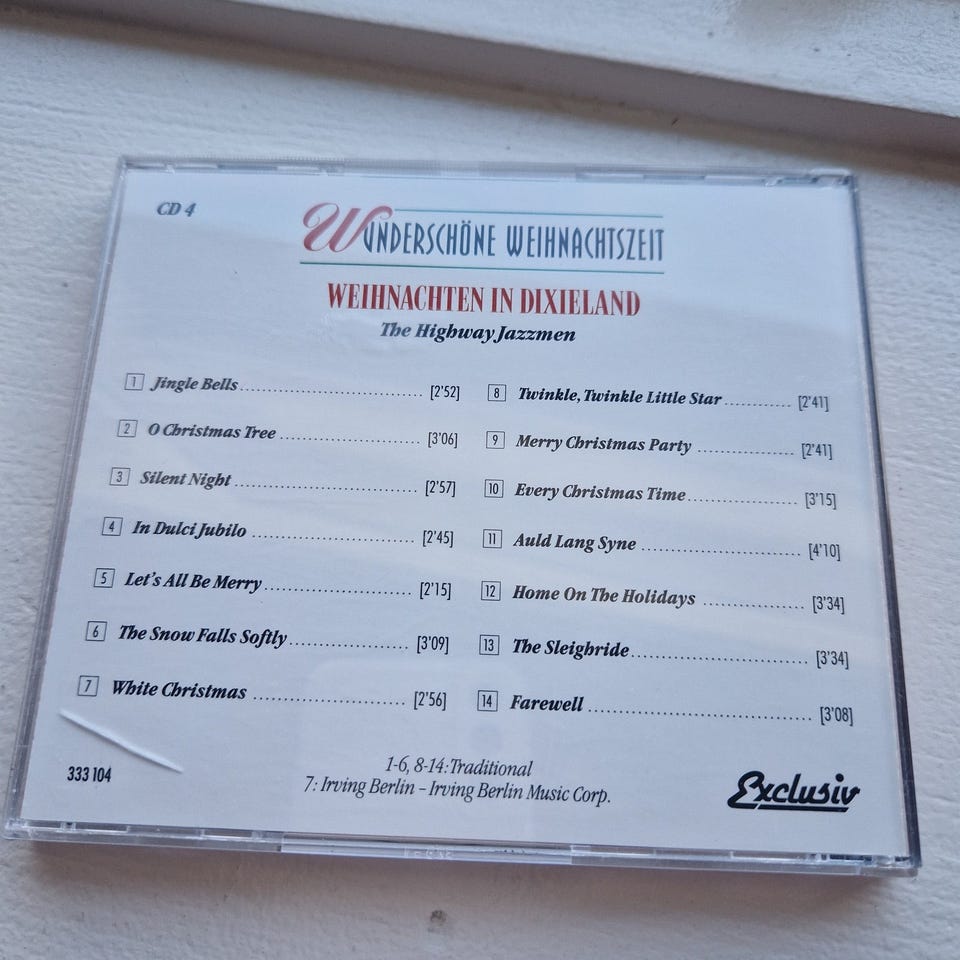 CD 4
WUNDERSCHÖNE WEIHNACHTSZEIT
WEIHNACHTEN IN DIXIELAND
The Highway Jazzmen
1 Jingle Bells [2'52]
2 O Christmas Tree [3'06]
3 Silent Night [2'57]
4 In Dulci Jubilo [2'45]
5 Let's All Be Merry [2'15]
6 The Snow Falls Softly [3'09]
7 White Christmas [2'56]
8 Twinkle, Twinkle Little Star [2'41]
9 Merry Christmas Party [2'41]
10 Every Christmas Time [3'15]
11 Auld Lang Syne [4'10]
12 Home On The Holidays [3'34]
13 The Sleighride [3'34]
14 Farewell [3'08]
333 104
1-6, 8-14: Traditional
7: Irving Berlin – Irving Berlin Music Corp.
Exclusiv